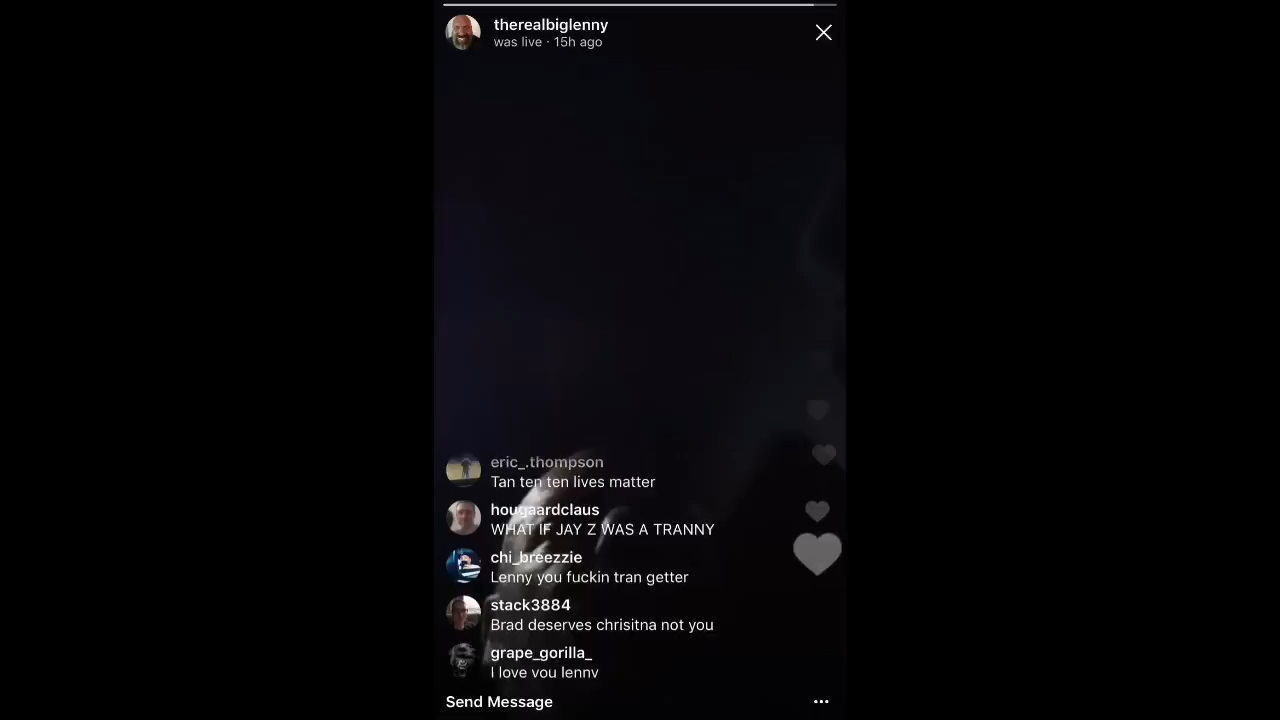 therealbiglenny
was live · 15h ago
eric_.thompson
Tan ten ten lives matter
hougaardclaus
WHAT IF JAY Z WAS A TRANNY
chi_breezzie
Lenny you fuckin tran getter
stack3884
Brad deserves chrisitna not you
grape_gorilla_
I love you lenny
Send Message